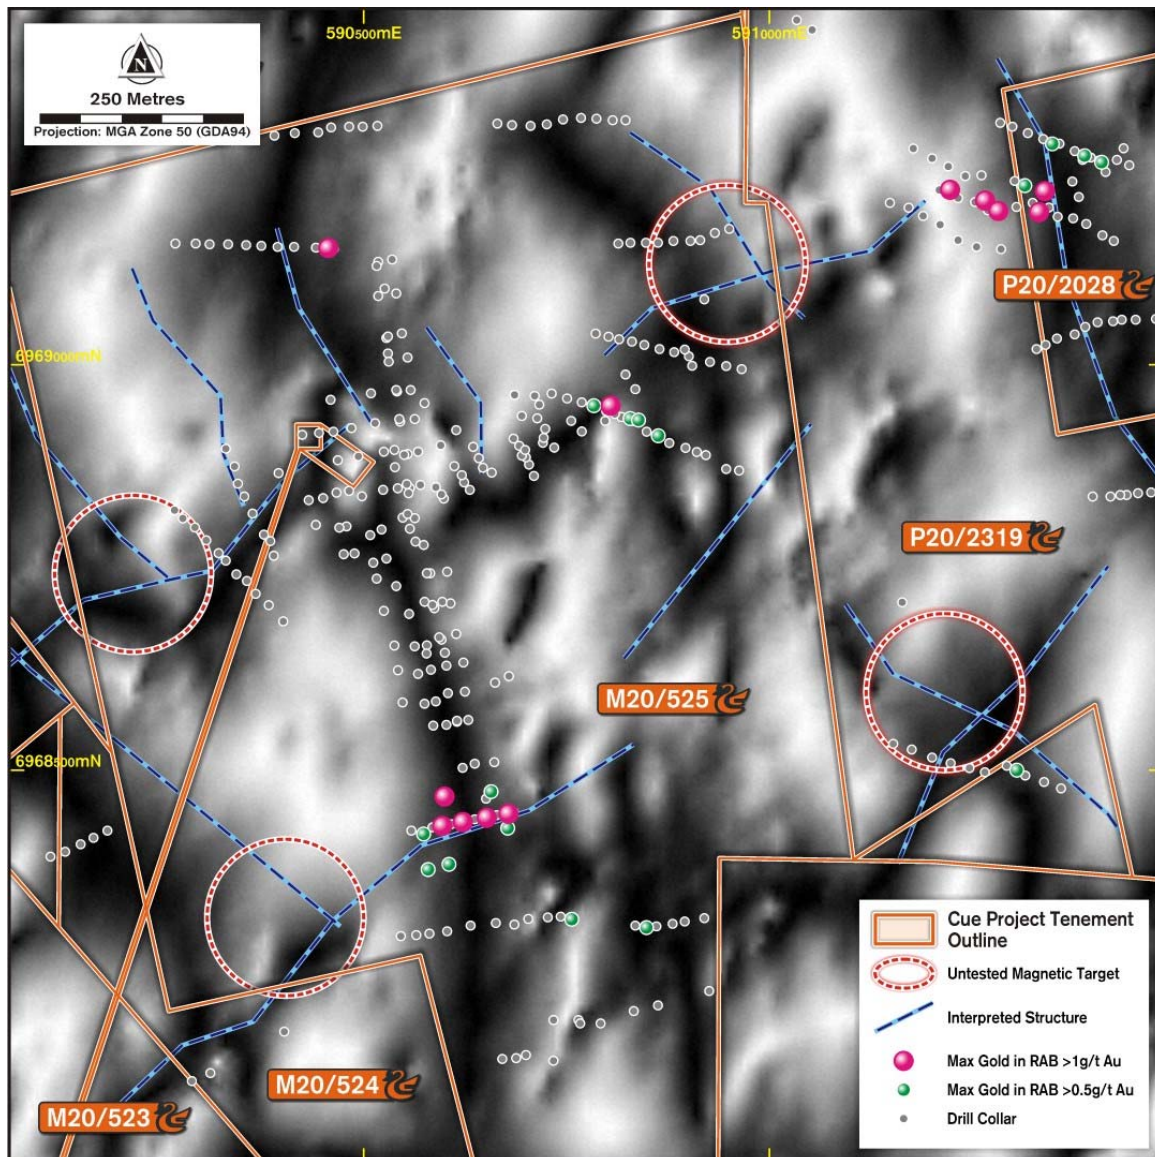 590500mE
591000mE
N
250 Metres
Projection: MGA Zone 50 (GDA94)
P20/2028
6969000mN
P20/2319
M20/525
6968500mN
Cue Project Tenement
Outline
Untested Magnetic Target
Interpreted Structure
Max Gold in RAB >1g/t Au
Max Gold in RAB >0.5g/t Au
Drill Collar
M20/524
M20/523